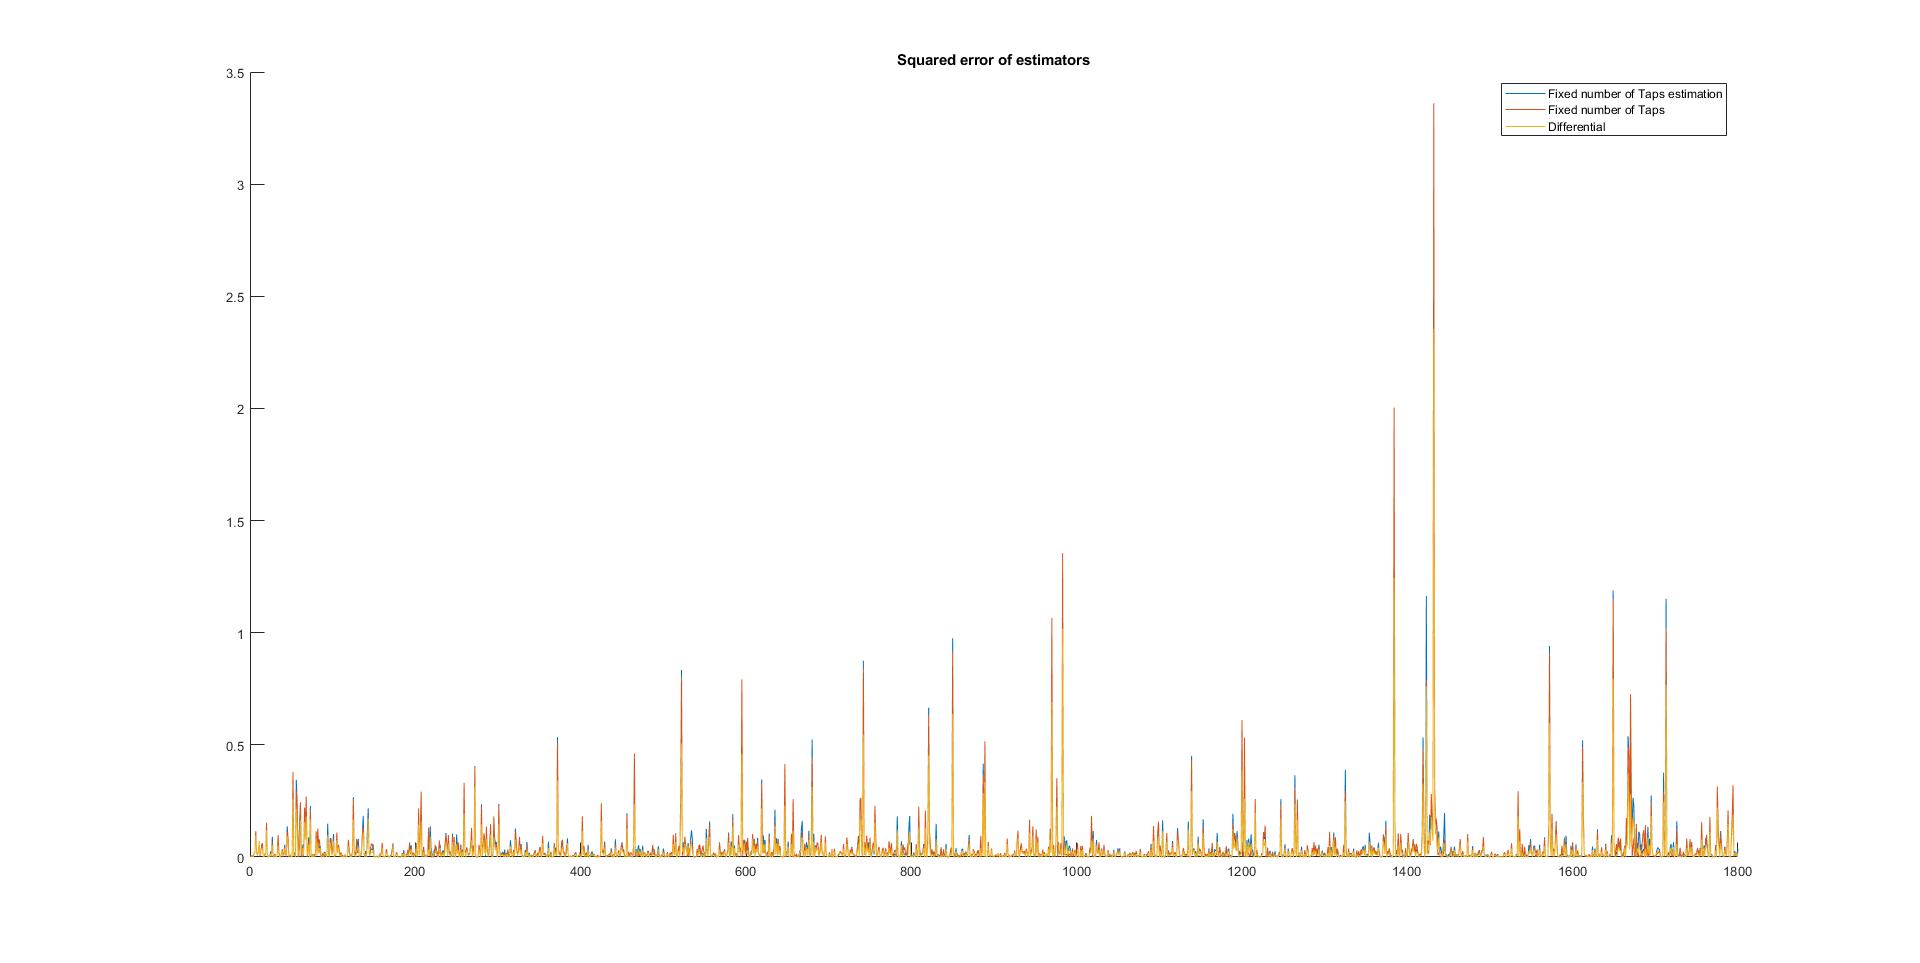 Squared error of estimators
3.5
3
2.5
2
1.5
1
0.5
0
0 200 400 600 800 1000 1200 1400 1600 1800
Fixed number of Taps estimation
Fixed number of Taps
Differential